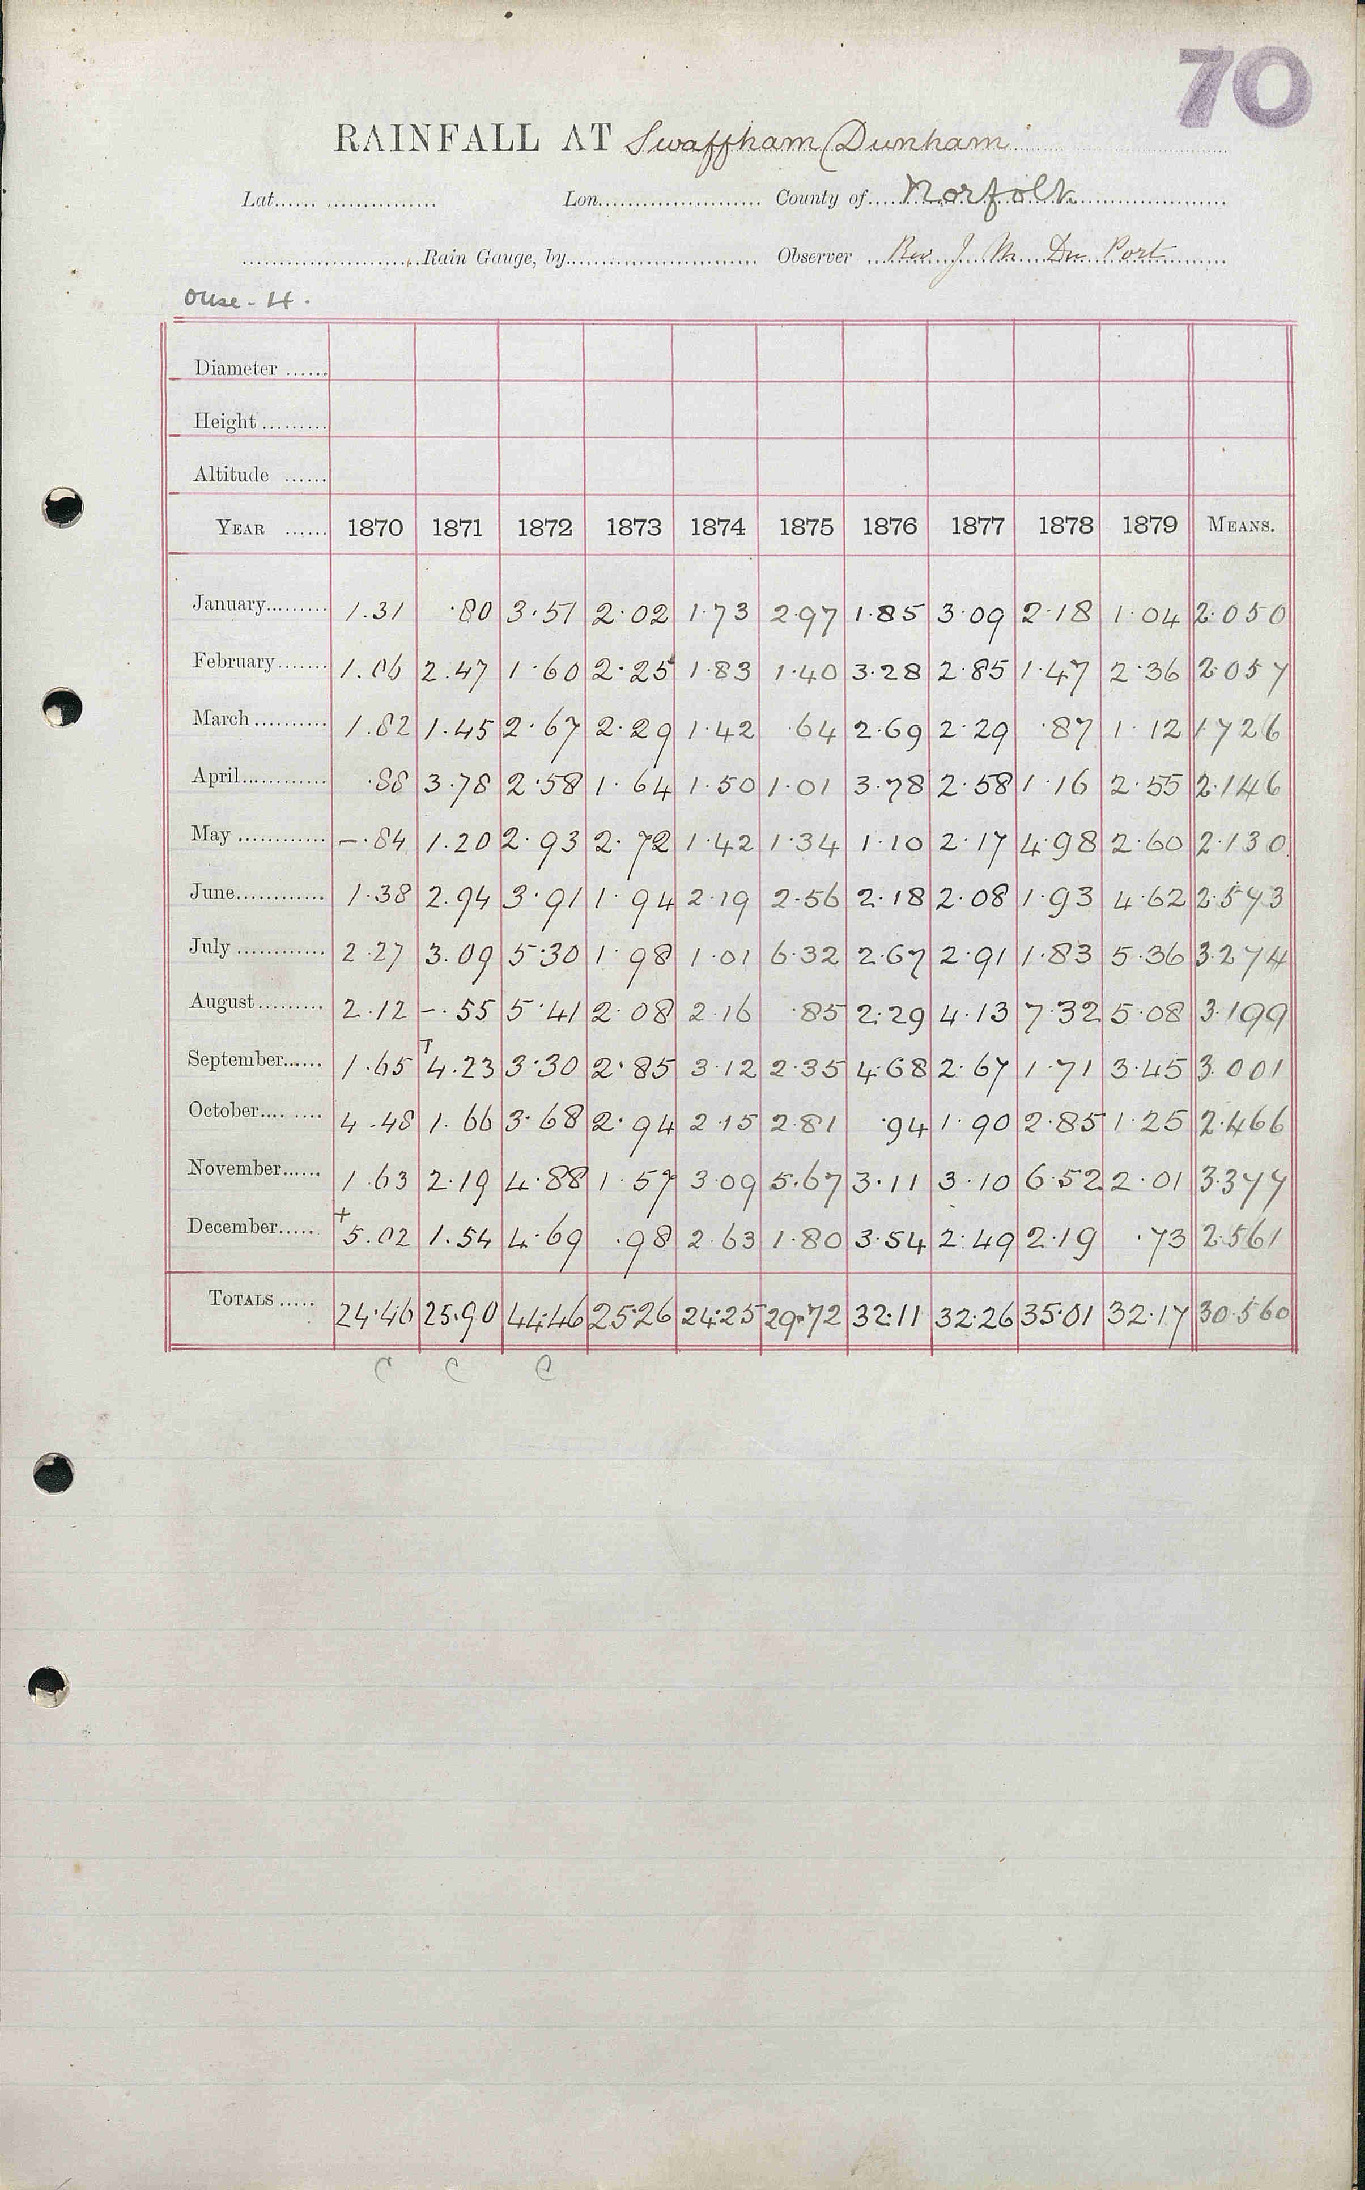 70
RAINFALL AT Swaffham (Dunham
Lat. Lon. County of Norfolk
Rain Gauge, by Observer Rev J. M. Du Port
Ouse - 4.
Diameter
Height
Altitude
YEAR 1870 1871 1872 1873 1874 1875 1876 1877 1878 1879 MEANS.
January 1.31 .80 3.51 2.02 1.73 2.97 1.85 3.09 2.18 1.04 2.050
February 1.06 2.47 1.60 2.25 1.83 1.40 3.28 2.85 1.47 2.36 2.057
March 1.82 1.45 2.67 2.29 1.42 .64 2.69 2.29 .87 1.12 1726
April .88 3.78 2.58 1.64 1.50 1.01 3.78 2.58 1.16 2.55 2.146
May -.84 1.20 2.93 2.72 1.42 1.34 1.10 2.17 4.98 2.60 2.130
June 1.38 2.94 3.91 1.94 2.19 2.56 2.18 2.08 1.93 4.62 2.573
July 2.27 3.09 5.30 1.98 1.01 6.32 2.67 2.91 1.83 5.36 3.274
August 2.12 -.55 5.41 2.08 2.16 .85 2.29 4.13 7.32 5.08 3.199
September 1.65 +4.23 3.30 2.85 3.12 2.35 4.68 2.67 1.71 3.45 3.001
October 4.48 1.66 3.68 2.94 2.15 2.81 .94 1.90 2.85 1.25 2.466
November 1.63 2.19 4.88 1.57 3.09 5.67 3.11 3.10 6.52 2.01 3.377
December +5.02 1.54 4.69 .98 2.63 1.80 3.54 2.49 2.19 .73 2.561
TOTALS 24.46 25.90 44.46 25.26 24.25 29.72 32.11 32.26 35.01 32.17 30.560
C C C